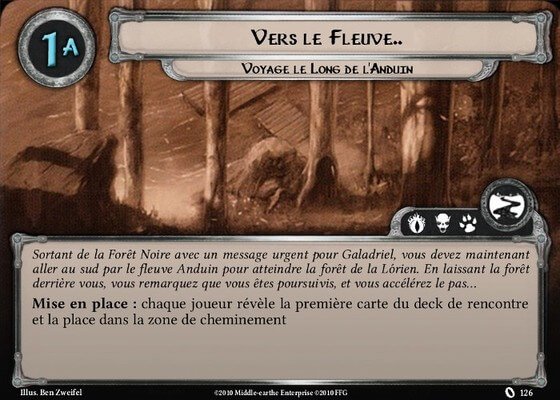 1A
Vers le Fleuve..
Voyage le Long de l'Anduin
Sortant de la Forêt Noire avec un message urgent pour Galadriel, vous devez maintenant
aller au sud par le fleuve Anduin pour atteindre la forêt de la Lórien. En laissant la forêt
derrière vous, vous remarquez que vous êtes poursuivis, et vous accélérez le pas...
Mise en place : chaque joueur révèle la première carte du deck de rencontre
et la place dans la zone de cheminement
Illus. Ben Zweifel
©2010 Middle-earthe Enterprise ©2010 FFG
126